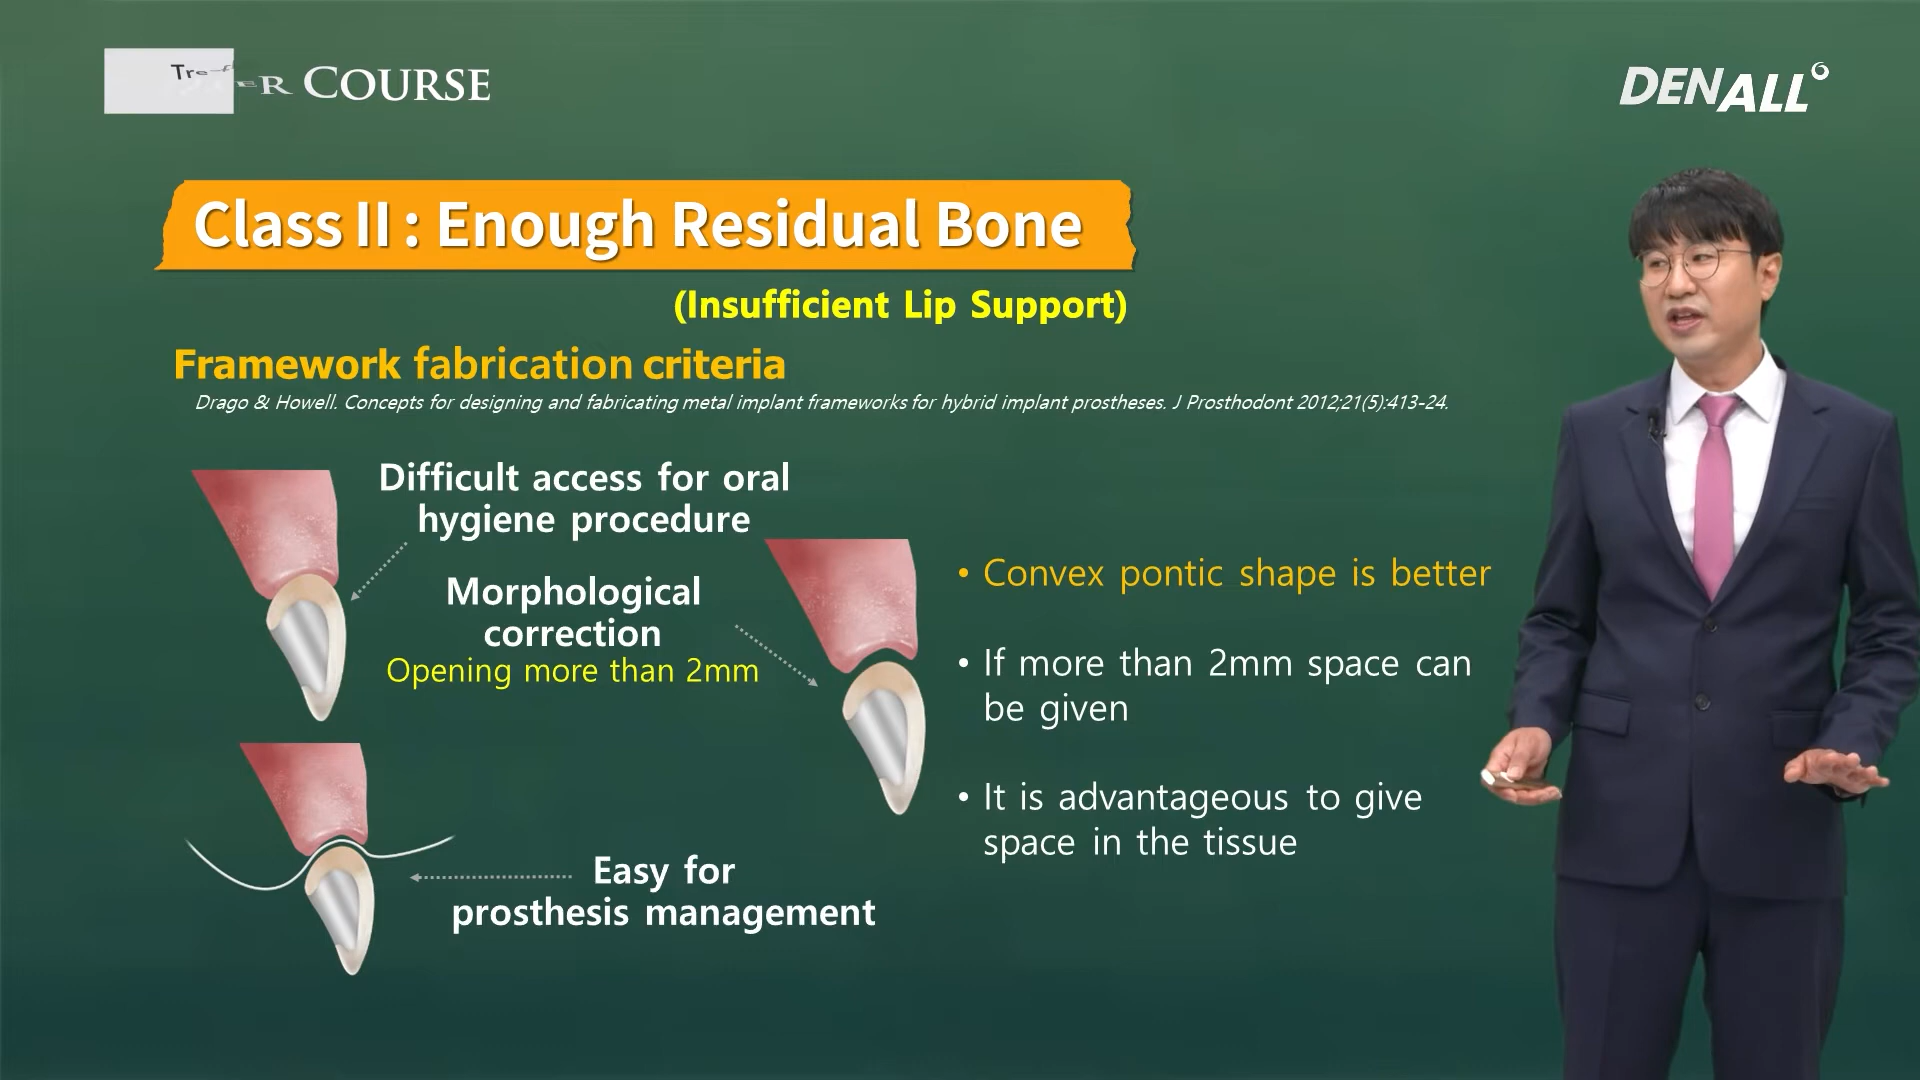 COURSE
DENALL
Class II : Enough Residual Bone
(Insufficient Lip Support)
Framework fabrication criteria
Drago & Howell. Concepts for designing and fabricating metal implant frameworks for hybrid implant prostheses. J Prosthodont 2012;21(5):413-24.
Difficult access for oral
hygiene procedure
Morphological
correction
Opening more than 2mm
• Convex pontic shape is better
• If more than 2mm space can
be given
• It is advantageous to give
space in the tissue
Easy for
prosthesis management